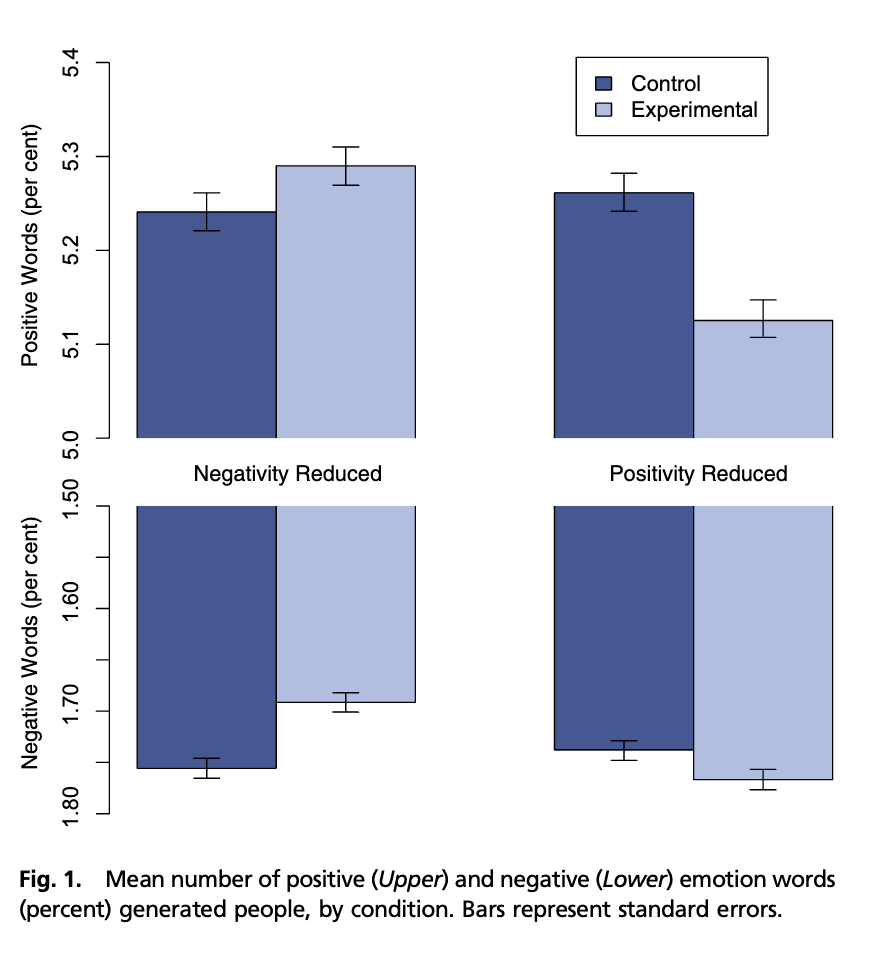 5.4
5.3
5.2
5.1
5.0
Positive Words (per cent)
Control
Experimental
Negativity Reduced
Positivity Reduced
1.50
1.60
1.70
1.80
Negative Words (per cent)
Fig. 1. Mean number of positive (Upper) and negative (Lower) emotion words
(percent) generated people, by condition. Bars represent standard errors.